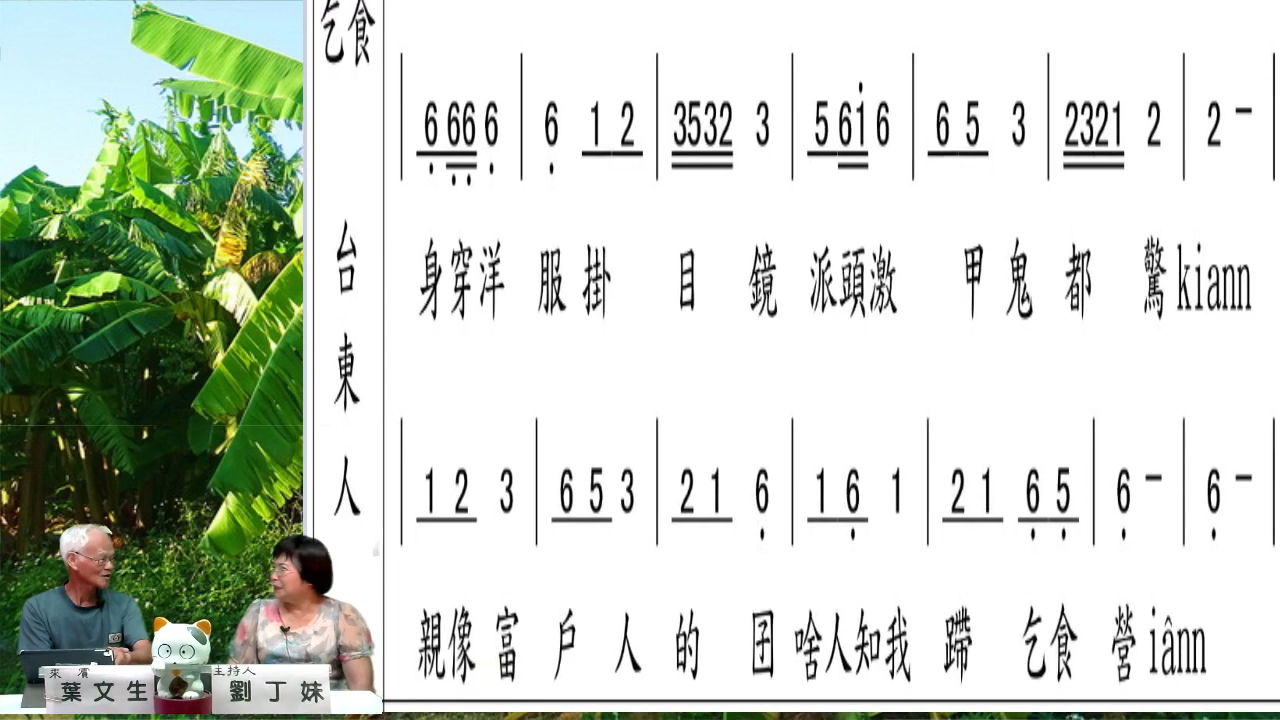 乞食
台東人
6 66 6 | 6 1 2 | 3532 3 | 5 6i 6 | 6 5 3 | 2321 2 | 2 - |
身穿洋 服掛 目 鏡 派頭激 甲鬼 都 驚kiann
1 2 3 | 6 5 3 | 2 1 6 | 1 6 1 | 2 1 6 5 | 6 - | 6 - |
親像 富 戶 人 的 囝 啥人知我 蹛 乞食 營iânn
來賓
葉文生
主持人
劉丁妹